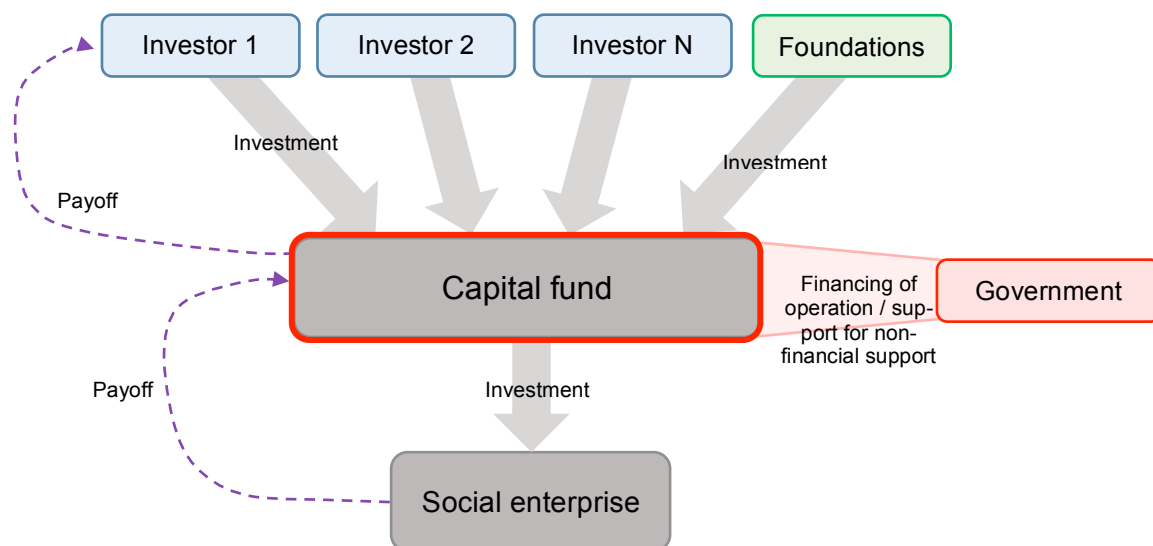 Investor 1
Investor 2
Investor N
Foundations
Investment
Investment
Payoff
Capital fund
Financing of
operation / sup-
port for non-
financial support
Government
Payoff
Investment
Social enterprise